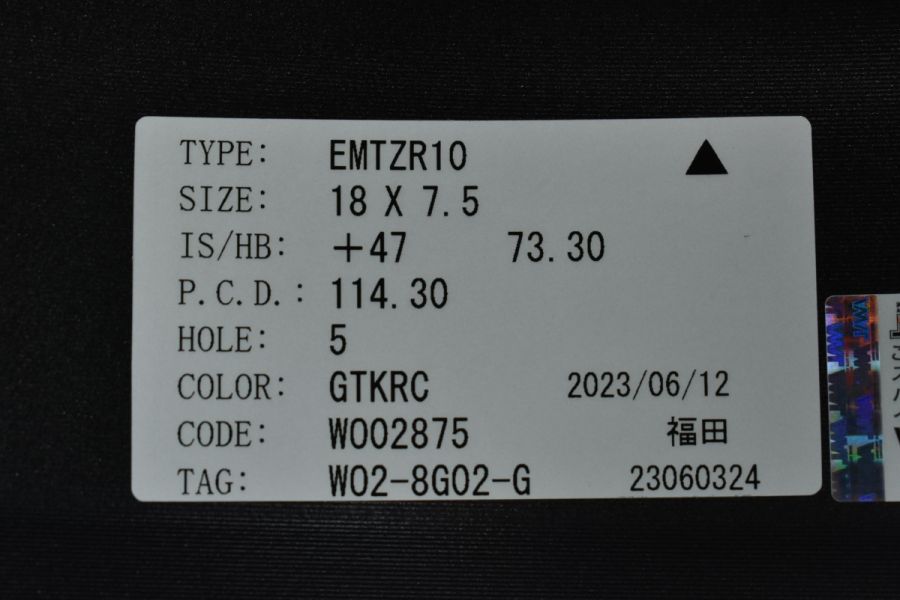 TYPE: EMTZR10 ▲
SIZE: 18 X 7.5
IS/HB: +47 73.30
P.C.D.: 114.30
HOLE: 5
COLOR: GTKRC 2023/06/12
CODE: W002875 福田
TAG: W02-8G02-G 23060324